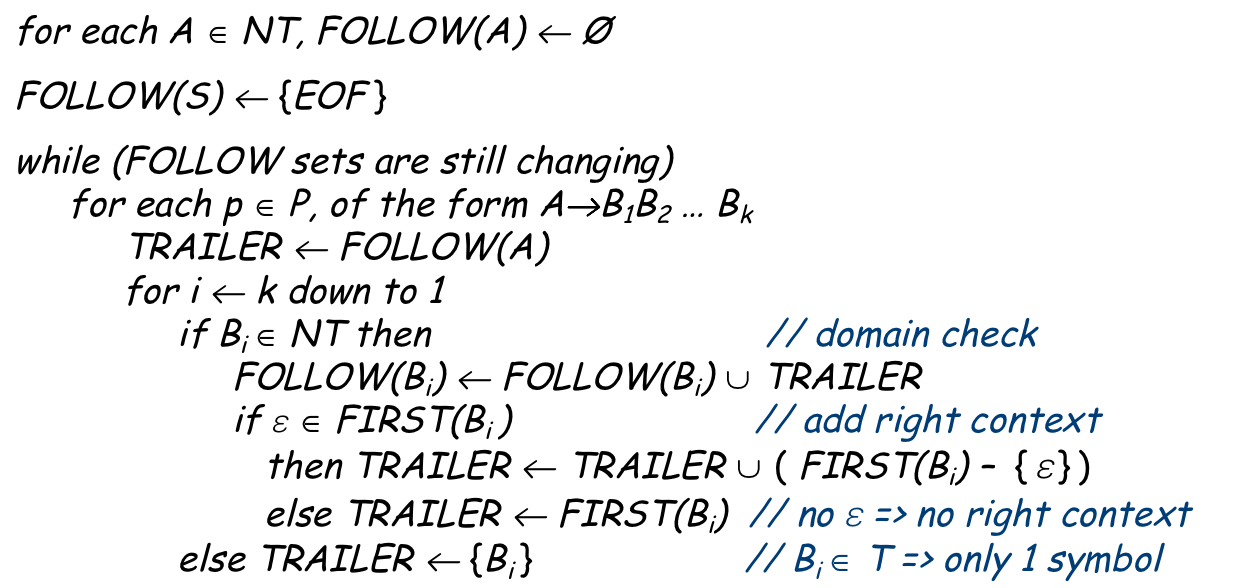 for each A ∈ NT, FOLLOW(A) ← Ø
FOLLOW(S) ← {EOF}
while (FOLLOW sets are still changing)
for each p ∈ P, of the form A→B₁B₂ ... Bₖ
TRAILER ← FOLLOW(A)
for i ← k down to 1
if Bᵢ ∈ NT then // domain check
FOLLOW(Bᵢ) ← FOLLOW(Bᵢ) ∪ TRAILER
if ε ∈ FIRST(Bᵢ) // add right context
then TRAILER ← TRAILER ∪ ( FIRST(Bᵢ) – { ε} )
else TRAILER ← FIRST(Bᵢ) // no ε => no right context
else TRAILER ← {Bᵢ} // Bᵢ ∈ T => only 1 symbol